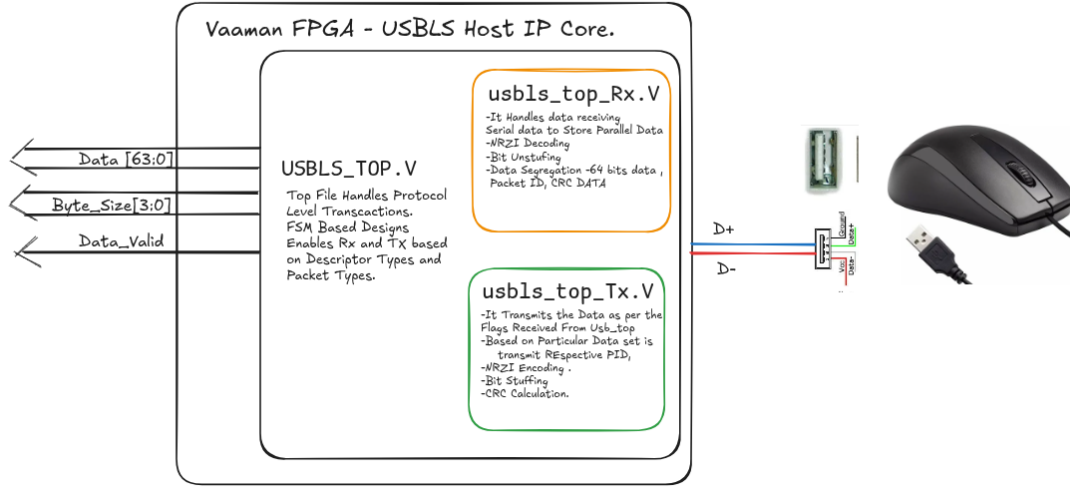 Vaaman FPGA - USBLS Host IP Core.
usbls_top_Rx.V
-It Handles data receiving
Serial data to Store Parallel Data
-NRZI Decoding
-Bit Unstufing
-Data Segregation -64 bits data ,
Packet ID, CRC DATA
Data [63:0]
Byte_Size[3:0]
Data_Valid
USBLS_TOP.V
Top File Handles Protocol
Level Transcactions.
FSM Based Designs
Enables Rx and Tx based
on Descriptor Types and
Packet Types.
usbls_top_Tx.V
-It Transmits the Data as per the
Flags Received From Usb_top
-Based on Particular Data set is
transmit REspective PID,
-NRZI Encoding .
-Bit Stuffing
-CRC Calculation.
D+
D-
Ground
Data+
Vcc
Data-